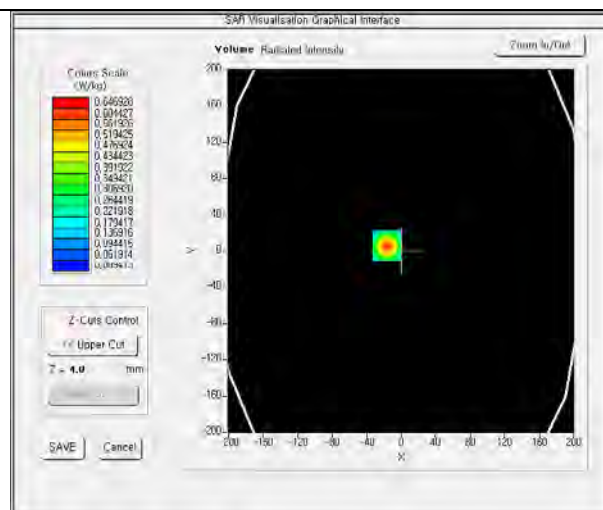 SAR Visualisation Graphical Interface
Volume Radiated Intensity
Zoom In/Out
Colors Scale
(W/kg)
0.646928
0.604427
0.561926
0.519425
0.476924
0.434423
0.391922
0.349421
0.306920
0.264419
0.221918
0.179417
0.136916
0.094415
0.051914
Z-Cuts Control
<< Upper Cut
Z = 4.0 mm
SAVE Cancel
200
160
120
80
40
0
-40
-80
-120
-160
-200
Y
-200 -160 -120 -80 -40 0 40 80 120 160 200
X